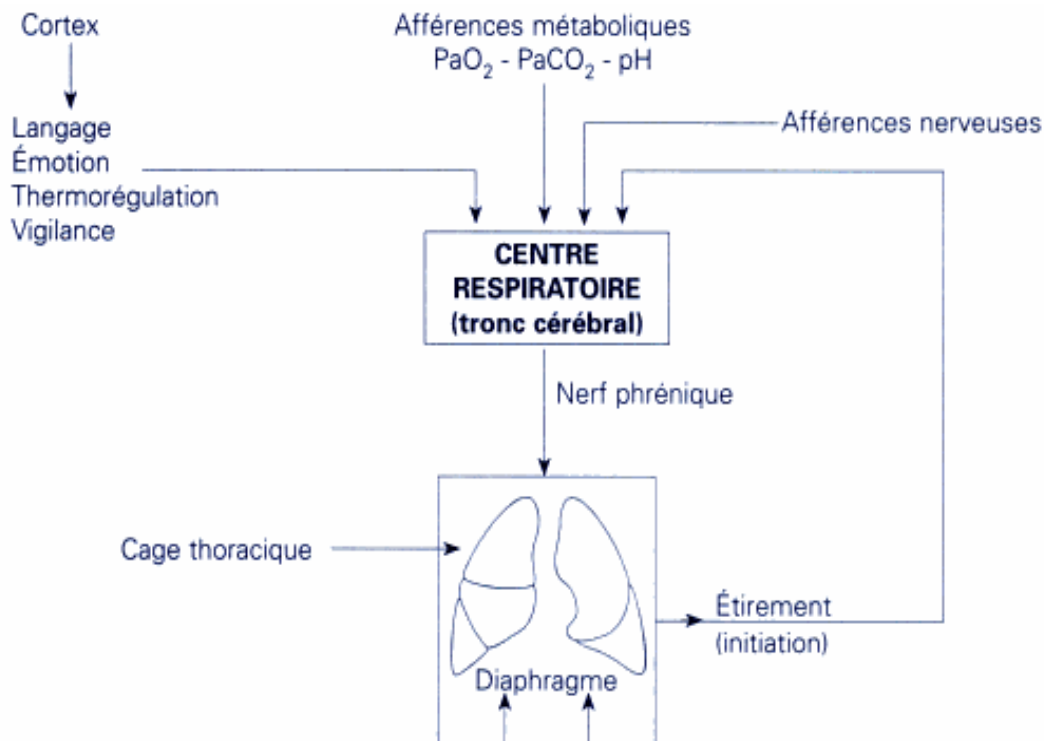 Cortex
Afférences métaboliques
PaO₂ - PaCO₂ - pH
Langage
Émotion
Thermorégulation
Vigilance
Afférences nerveuses
CENTRE
RESPIRATOIRE
(tronc cérébral)
Nerf phrénique
Cage thoracique
Étirement
(initiation)
Diaphragme